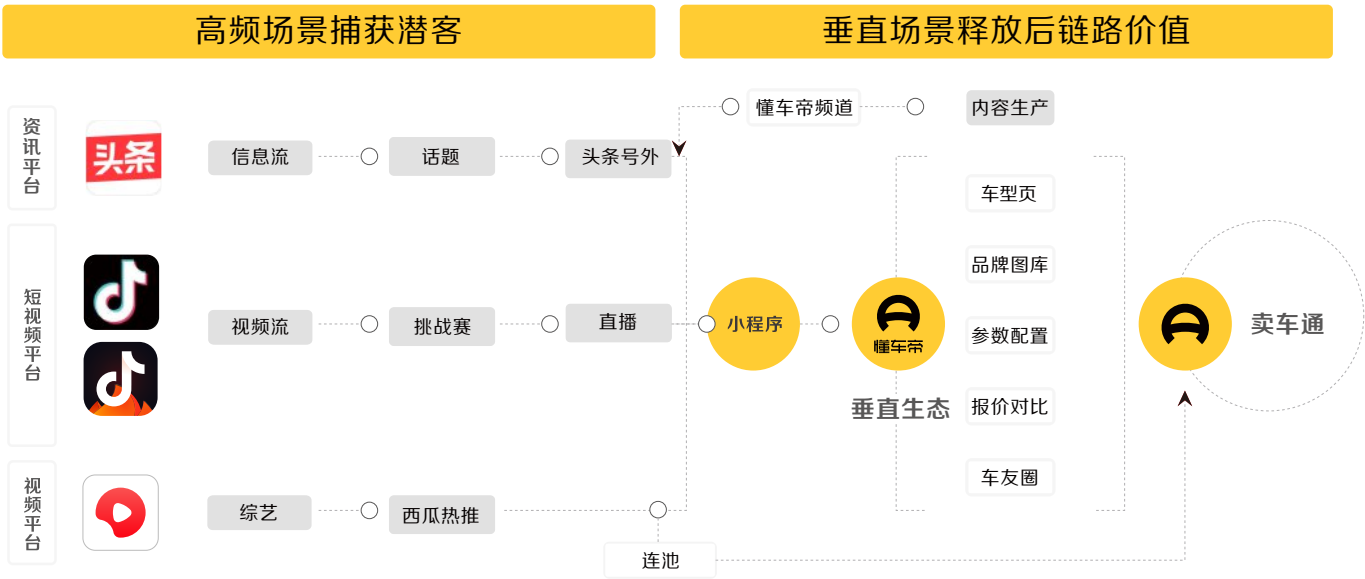 高频场景捕获潜客
垂直场景释放后链路价值
懂车帝频道
内容生产
资讯平台
头条
信息流
话题
头条号外
车型页
品牌图库
短视频平台
视频流
挑战赛
直播
小程序
懂车帝
参数配置
卖车通
垂直生态
报价对比
车友圈
视频平台
综艺
西瓜热推
连池